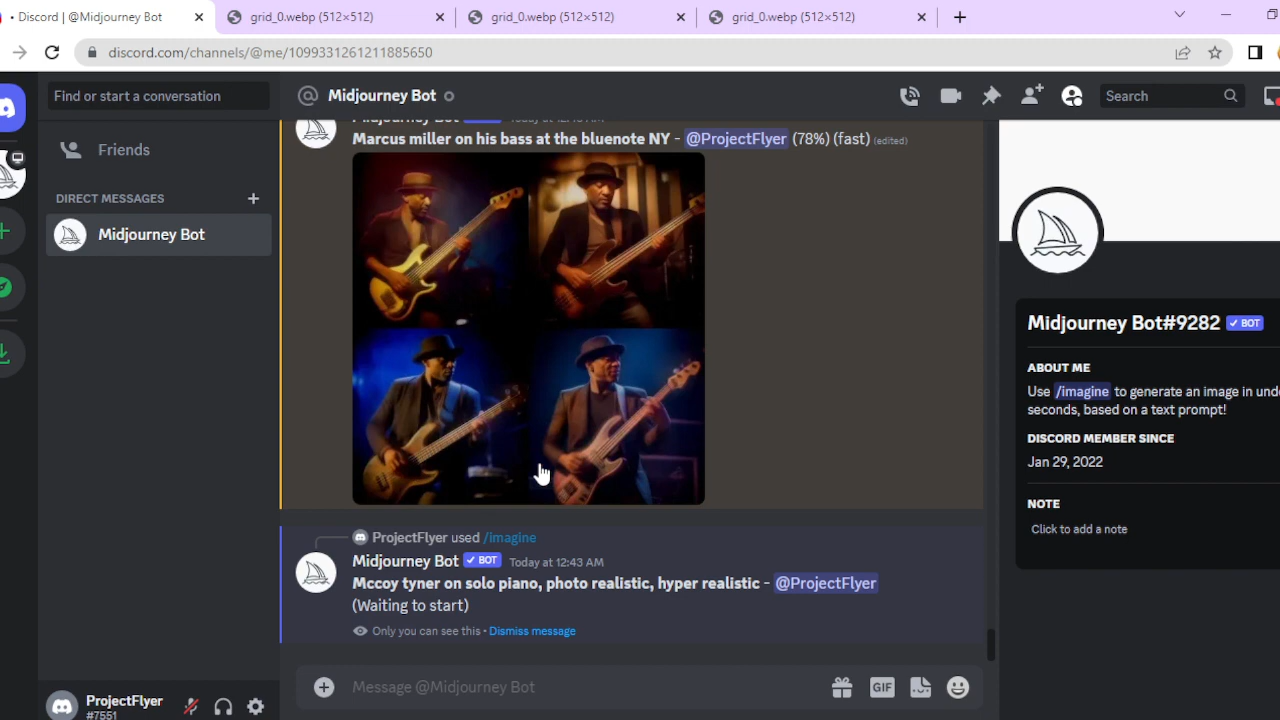 • Discord | @Midjourney Bot
grid_0.webp (512×512)
grid_0.webp (512×512)
grid_0.webp (512×512)
discord.com/channels/@me/1099331261211885650
Find or start a conversation
Midjourney Bot
Search
Friends
DIRECT MESSAGES
Midjourney Bot
Marcus miller on his bass at the bluenote NY - @ProjectFlyer (78%) (fast) (edited)
ProjectFlyer used /imagine
Midjourney Bot BOT Today at 12:43 AM
Mccoy tyner on solo piano, photo realistic, hyper realistic - @ProjectFlyer
(Waiting to start)
Only you can see this • Dismiss message
Message @Midjourney Bot
GIF
ProjectFlyer
#7551
Midjourney Bot#9282 BOT
ABOUT ME
Use /imagine to generate an image in
seconds, based on a text prompt!
DISCORD MEMBER SINCE
Jan 29, 2022
NOTE
Click to add a note